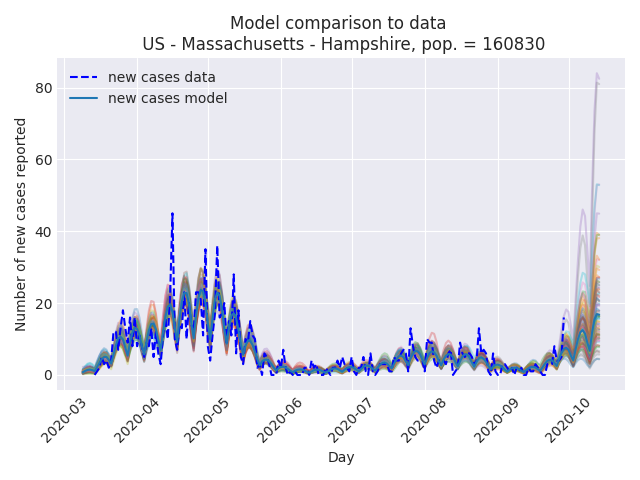 Model comparison to data
US - Massachusetts - Hampshire, pop. = 160830
new cases data
new cases model
Number of new cases reported
80
60
40
20
0
2020-03
2020-04
2020-05
2020-06
2020-07
2020-08
2020-09
2020-10
Day